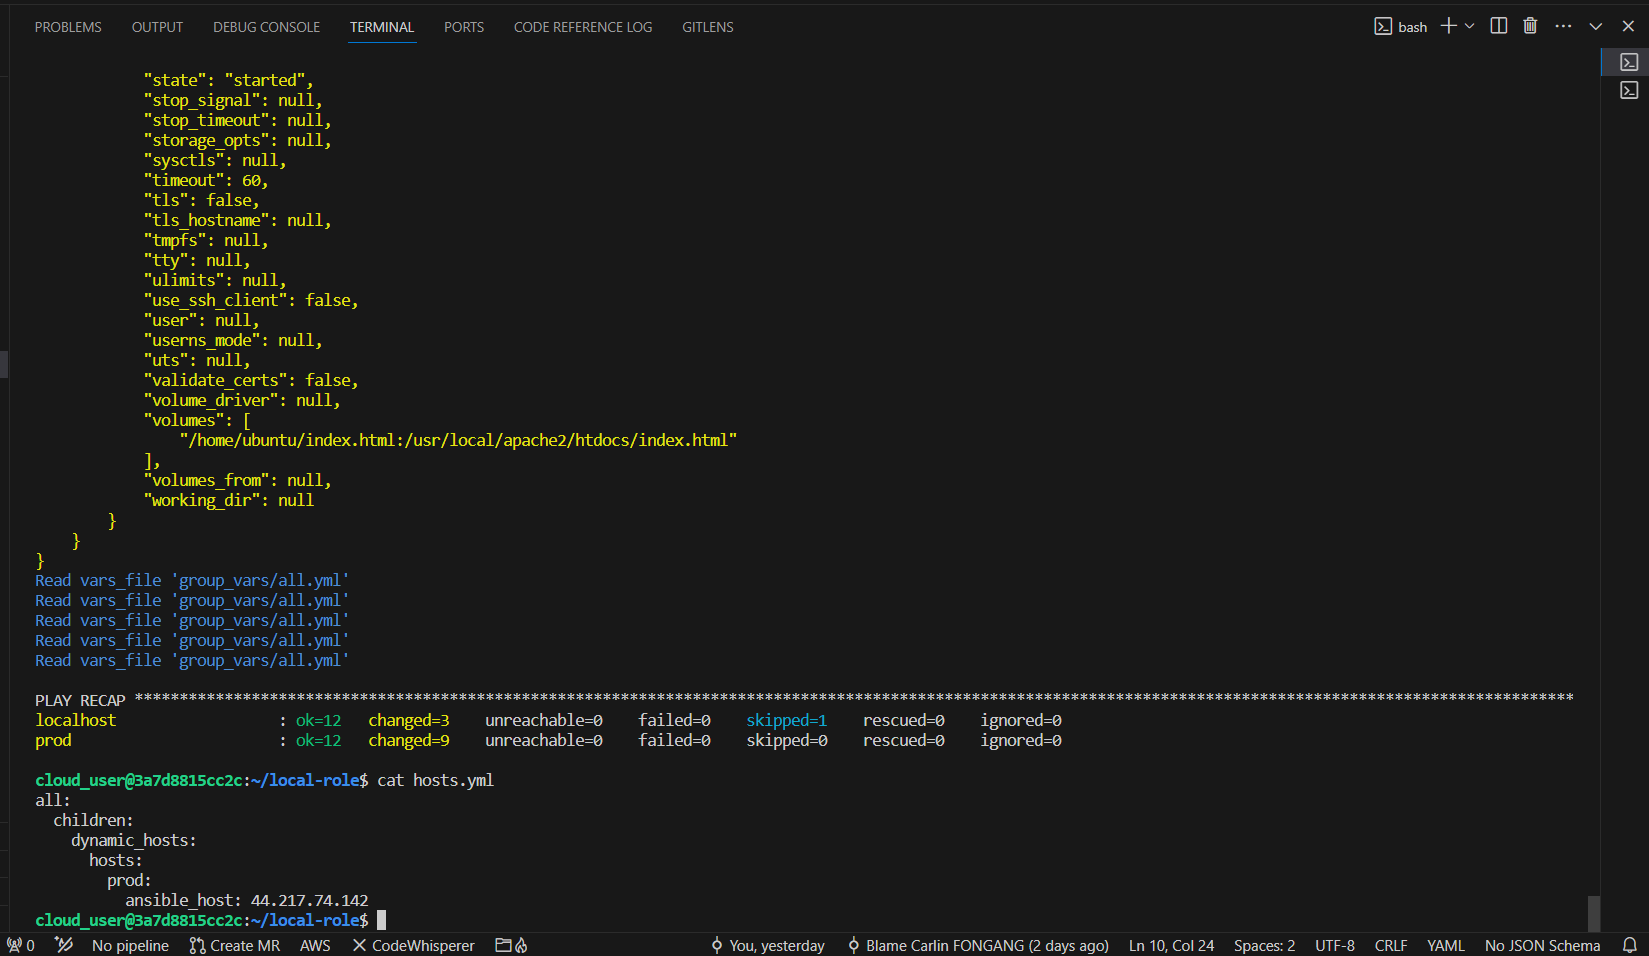 PROBLEMS OUTPUT DEBUG CONSOLE TERMINAL PORTS CODE REFERENCE LOG GITLENS bash
"state": "started",
"stop_signal": null,
"stop_timeout": null,
"storage_opts": null,
"sysctls": null,
"timeout": 60,
"tls": false,
"tls_hostname": null,
"tmpfs": null,
"tty": null,
"ulimits": null,
"use_ssh_client": false,
"user": null,
"userns_mode": null,
"uts": null,
"validate_certs": false,
"volume_driver": null,
"volumes": [
"/home/ubuntu/index.html:/usr/local/apache2/htdocs/index.html"
],
"volumes_from": null,
"working_dir": null
}
}
}
Read vars_file 'group_vars/all.yml'
Read vars_file 'group_vars/all.yml'
Read vars_file 'group_vars/all.yml'
Read vars_file 'group_vars/all.yml'
Read vars_file 'group_vars/all.yml'
PLAY RECAP ****************************************************************************************************************************************************************
localhost : ok=12 changed=3 unreachable=0 failed=0 skipped=1 rescued=0 ignored=0
prod : ok=12 changed=9 unreachable=0 failed=0 skipped=0 rescued=0 ignored=0
cloud_user@3a7d8815cc2c:~/local-role$ cat hosts.yml
all:
children:
dynamic_hosts:
hosts:
prod:
ansible_host: 44.217.74.142
cloud_user@3a7d8815cc2c:~/local-role$
0 No pipeline Create MR AWS CodeWhisperer You, yesterday Blame Carlin FONGANG (2 days ago) Ln 10, Col 24 Spaces: 2 UTF-8 CRLF YAML No JSON Schema